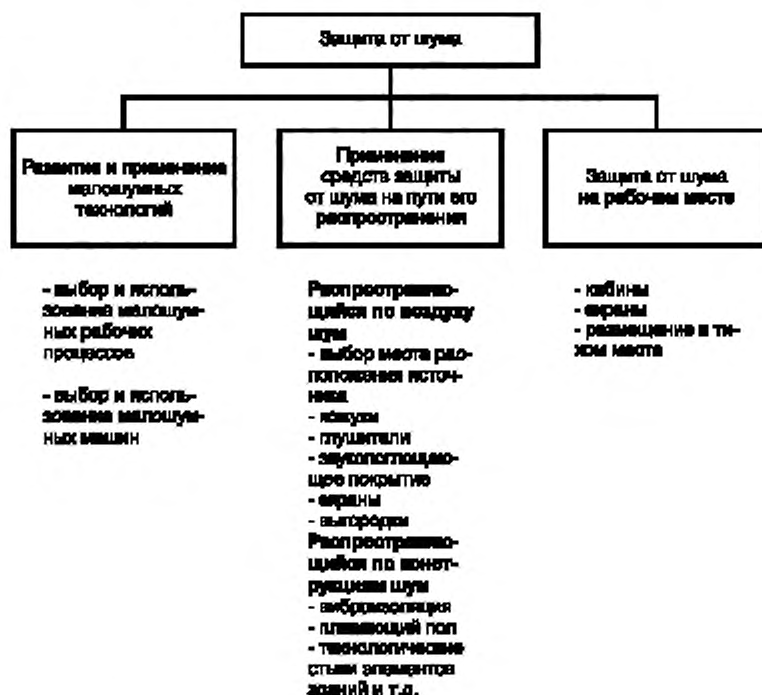 Защита от шума
Развитие и применение
малошумных
технологий
Применение
средств защиты
от шума на пути его
распространения
Защита от шума
на рабочем месте
- выбор и исполь-
зование малошум-
ных рабочих
процессов
- выбор и исполь-
зование малошум-
ных машин
Распространяю-
щийся по воздуху
шум
- выбор места рас-
положения источ-
ника
- кожухи
- глушители
- звукопоглощаю-
щее покрытие
- экраны
- выгородки
Распространяю-
щийся по конст-
рукциям шум
- виброизоляция
- плавающий пол
- технологические
стыки элементов
зданий и т.д.
- кабины
- экраны
- размещение в ти-
хом месте